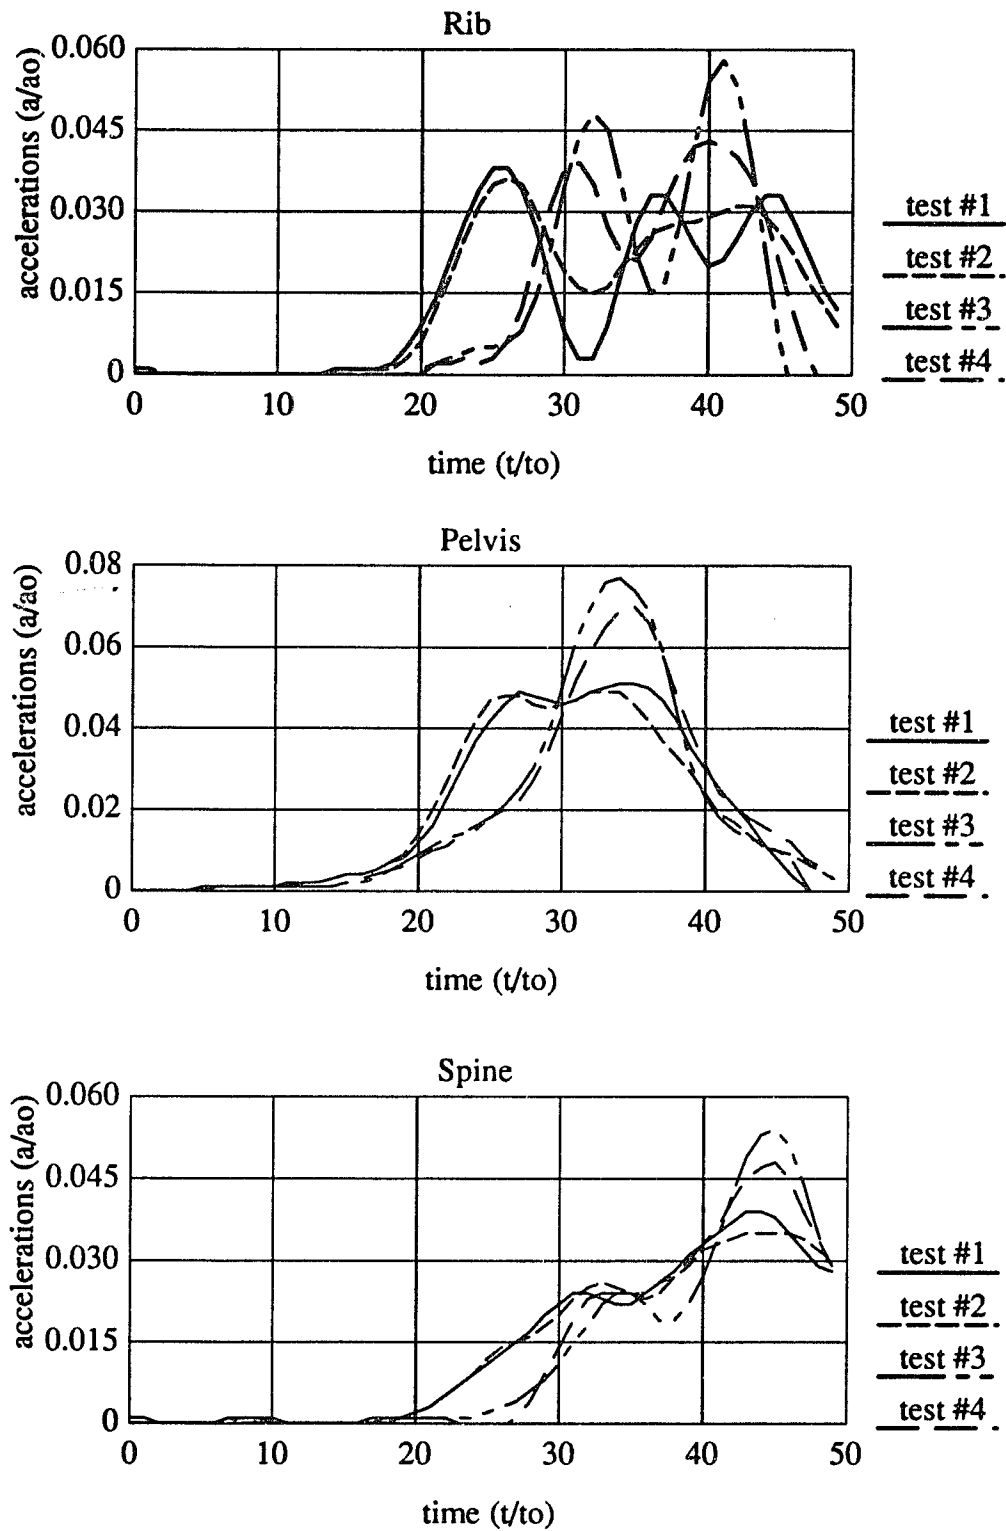 Rib
accelerations (a/ao)
0.060
0.045
0.030
0.015
0
0 10 20 30 40 50
time (t/to)
test #1
test #2
test #3
test #4
Pelvis
accelerations (a/ao)
0.08
0.06
0.04
0.02
0
0 10 20 30 40 50
time (t/to)
test #1
test #2
test #3
test #4
Spine
accelerations (a/ao)
0.060
0.045
0.030
0.015
0
0 10 20 30 40 50
time (t/to)
test #1
test #2
test #3
test #4